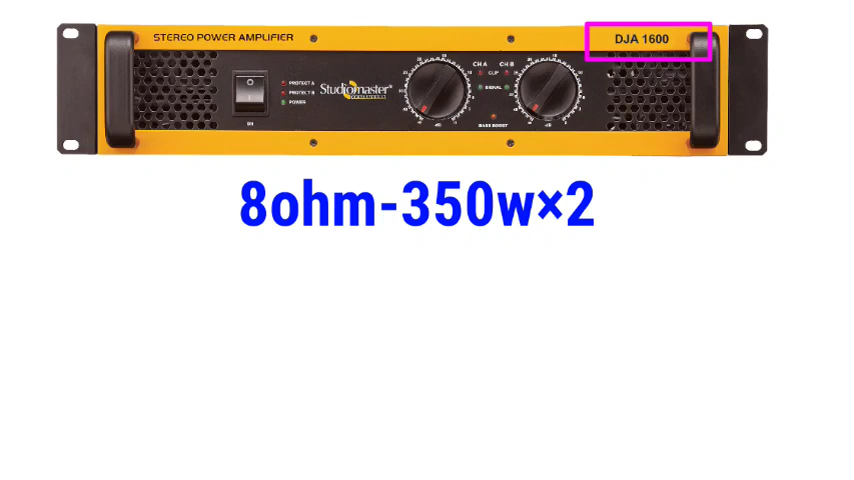 STEREO POWER AMPLIFIER
DJA 1600
CH A CH B
CLIP
SIGNAL
PROTECT A
PROTECT B
POWER
Studiomaster®
BASS BOOST
8ohm-350w×2